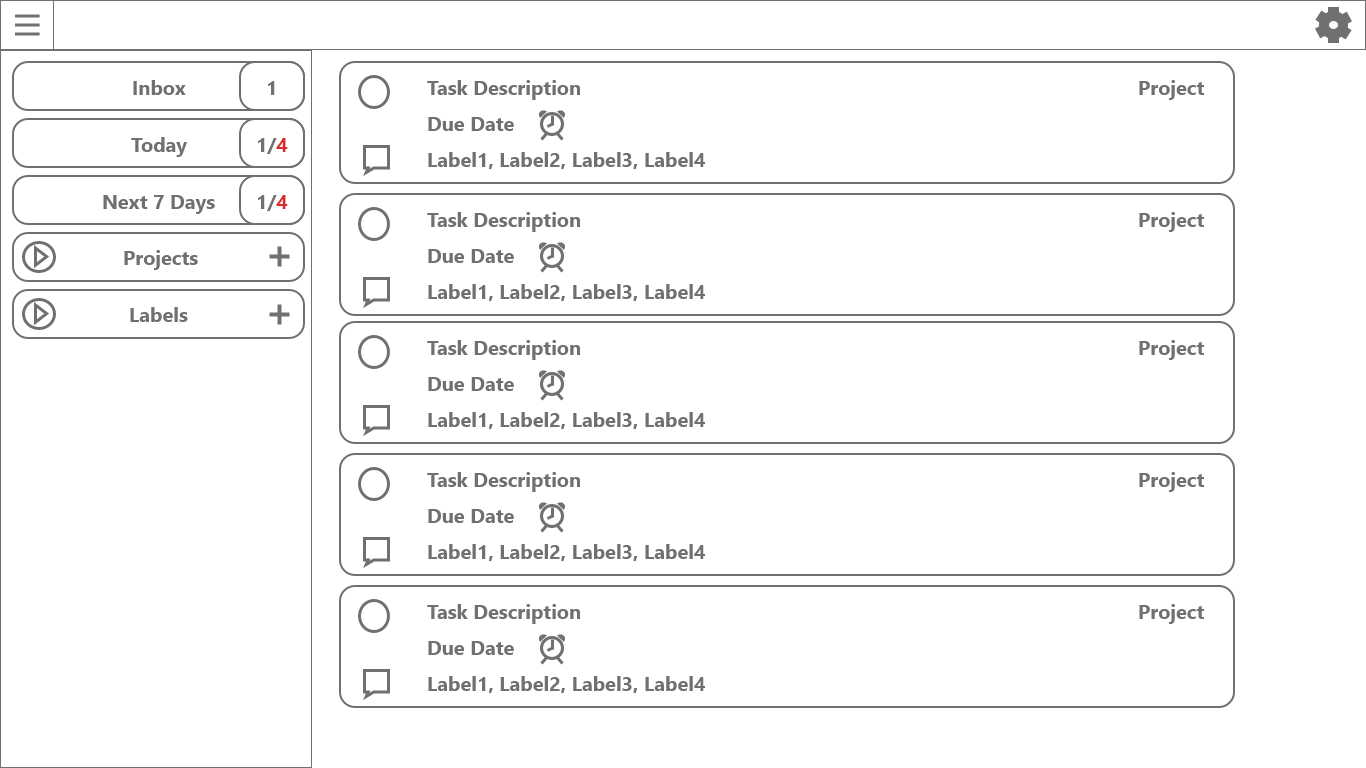 Inbox 1
Today 1/4
Next 7 Days 1/4
Projects
Labels
Task Description Project
Due Date
Label1, Label2, Label3, Label4
Task Description Project
Due Date
Label1, Label2, Label3, Label4
Task Description Project
Due Date
Label1, Label2, Label3, Label4
Task Description Project
Due Date
Label1, Label2, Label3, Label4
Task Description Project
Due Date
Label1, Label2, Label3, Label4